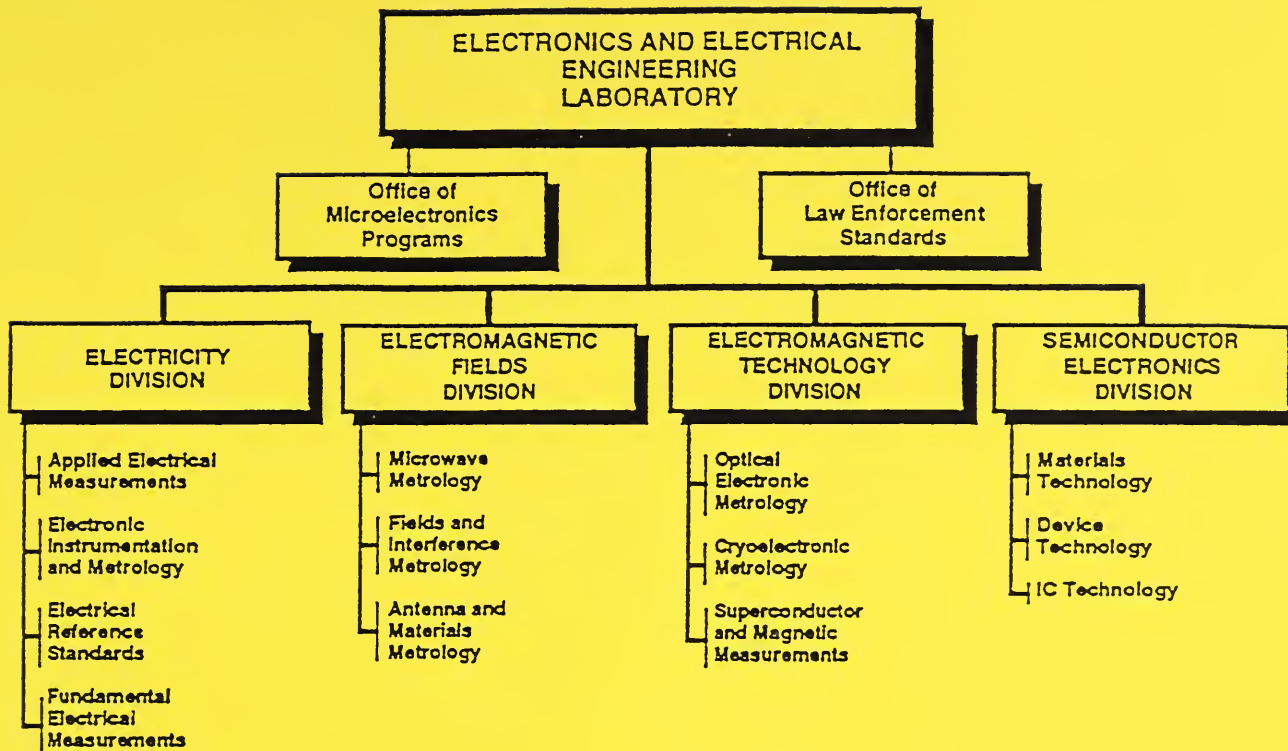 ELECTRONICS AND ELECTRICAL
ENGINEERING
LABORATORY
Office of
Microelectronics
Programs
Office of
Law Enforcement
Standards
ELECTRICITY
DIVISION
ELECTROMAGNETIC
FIELDS
DIVISION
ELECTROMAGNETIC
TECHNOLOGY
DIVISION
SEMICONDUCTOR
ELECTRONICS
DIVISION
Applied Electrical
Measurements
Electronic
Instrumentation
and Metrology
Electrical
Reference
Standards
Fundamental
Electrical
Measurements
Microwave
Metrology
Fields and
Interference
Metrology
Antenna and
Materials
Metrology
Optical
Electronic
Metrology
Cryoelectronic
Metrology
Superconductor
and Magnetic
Measurements
Materials
Technology
Device
Technology
IC Technology